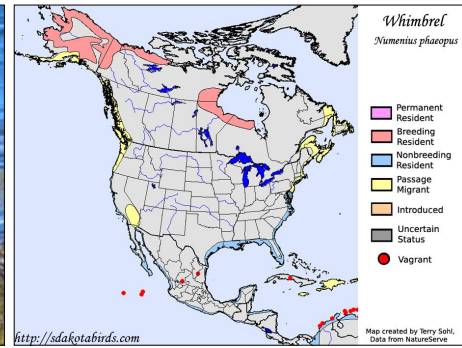 Whimbrel
Numenius phaeopus
Permanent
Resident
Breeding
Resident
Nonbreeding
Resident
Passage
Migrant
Introduced
Uncertain
Status
Vagrant
Map created by Terry Sohl,
Data from NatureServe
http://sdakotabirds.com